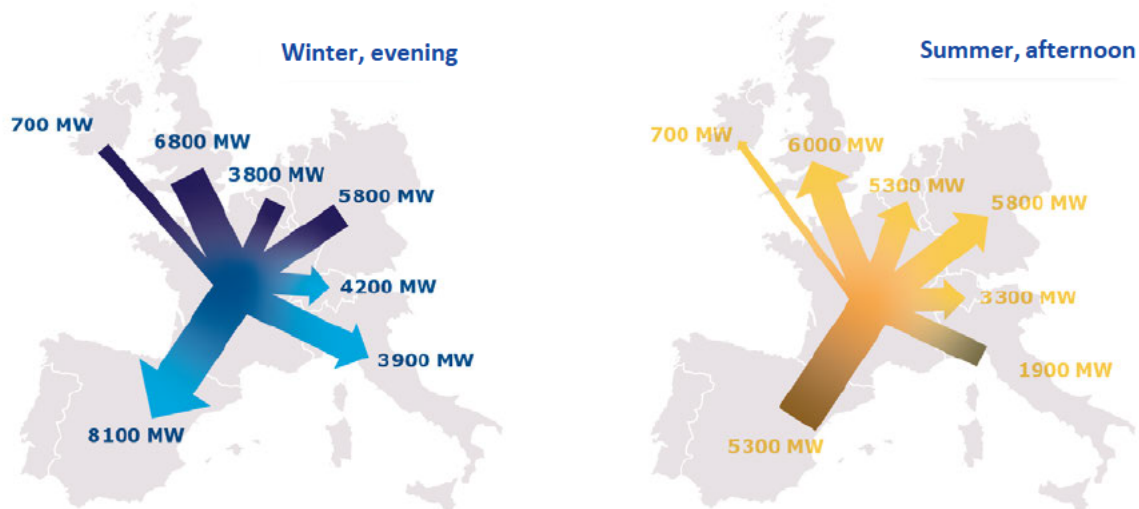 Winter, evening
700 MW
6800 MW
3800 MW
5800 MW
4200 MW
3900 MW
8100 MW
Summer, afternoon
700 MW
6000 MW
5300 MW
5800 MW
3300 MW
1900 MW
5300 MW